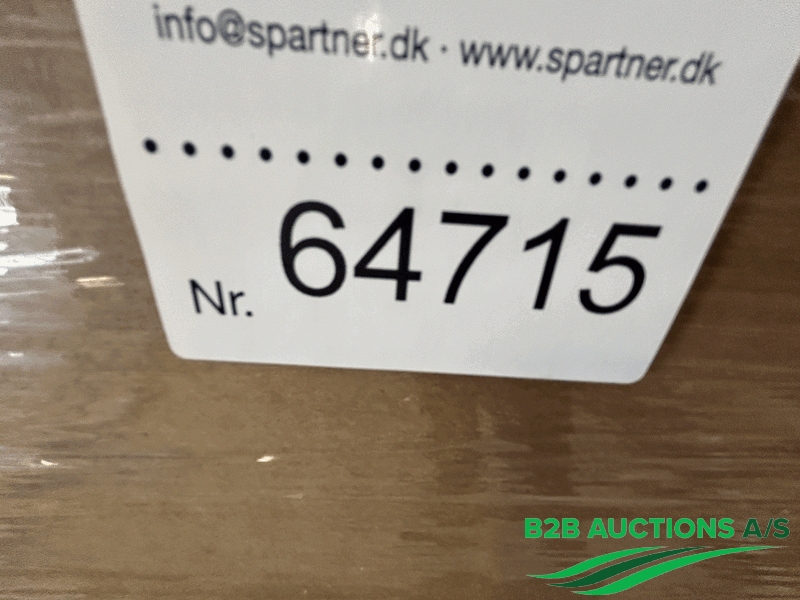 info@spartner.dk · www.spartner.dk
Nr. 64715
B2B AUCTIONS A/S